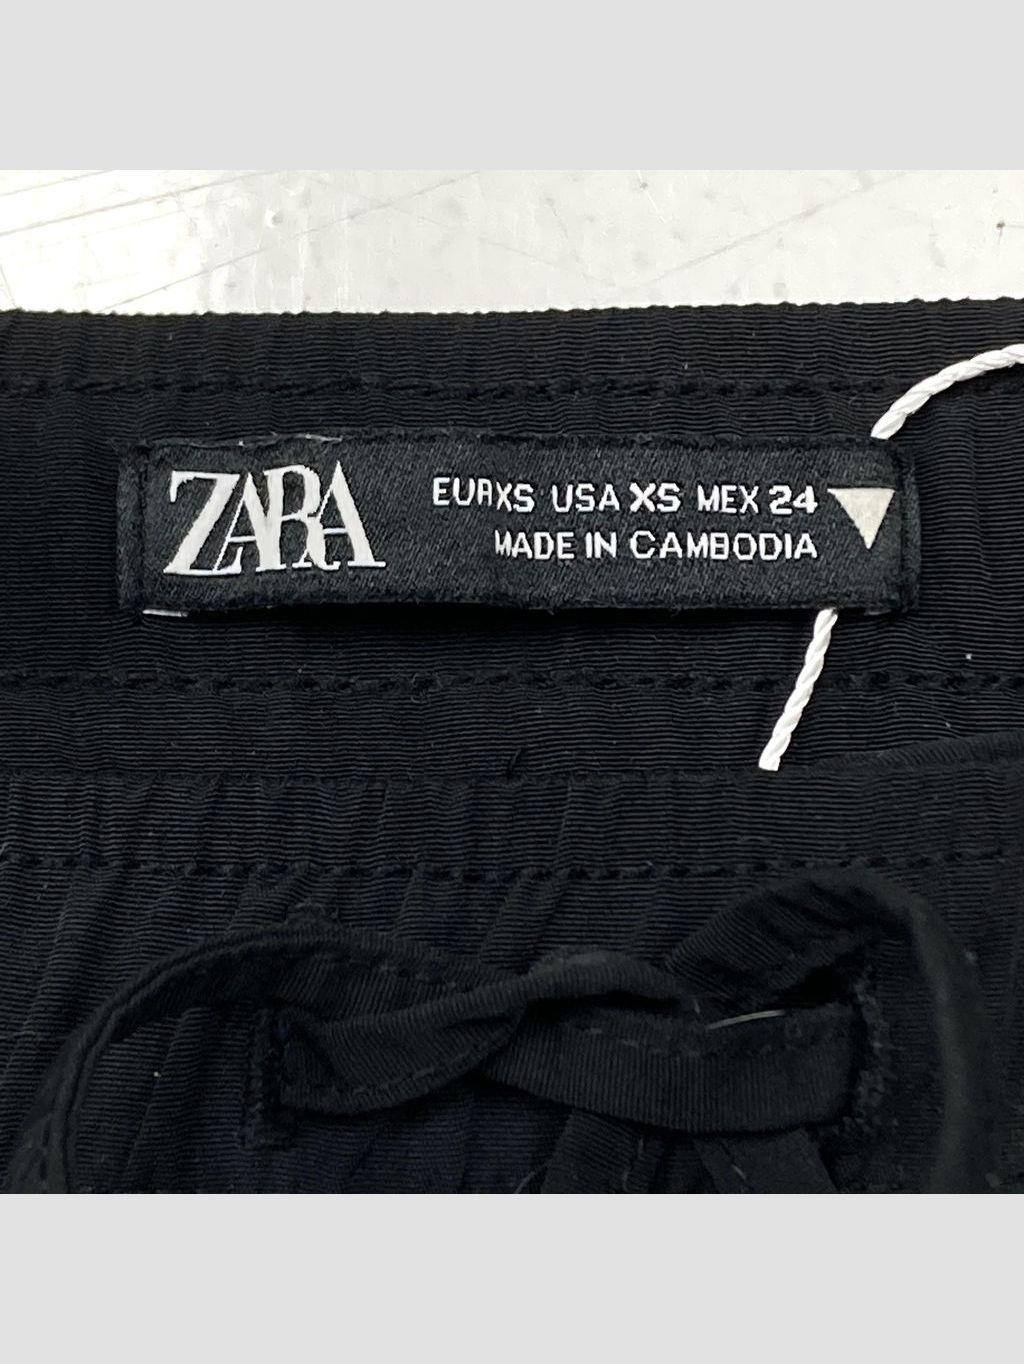 ZARA
EUR XS USA XS MEX 24
MADE IN CAMBODIA